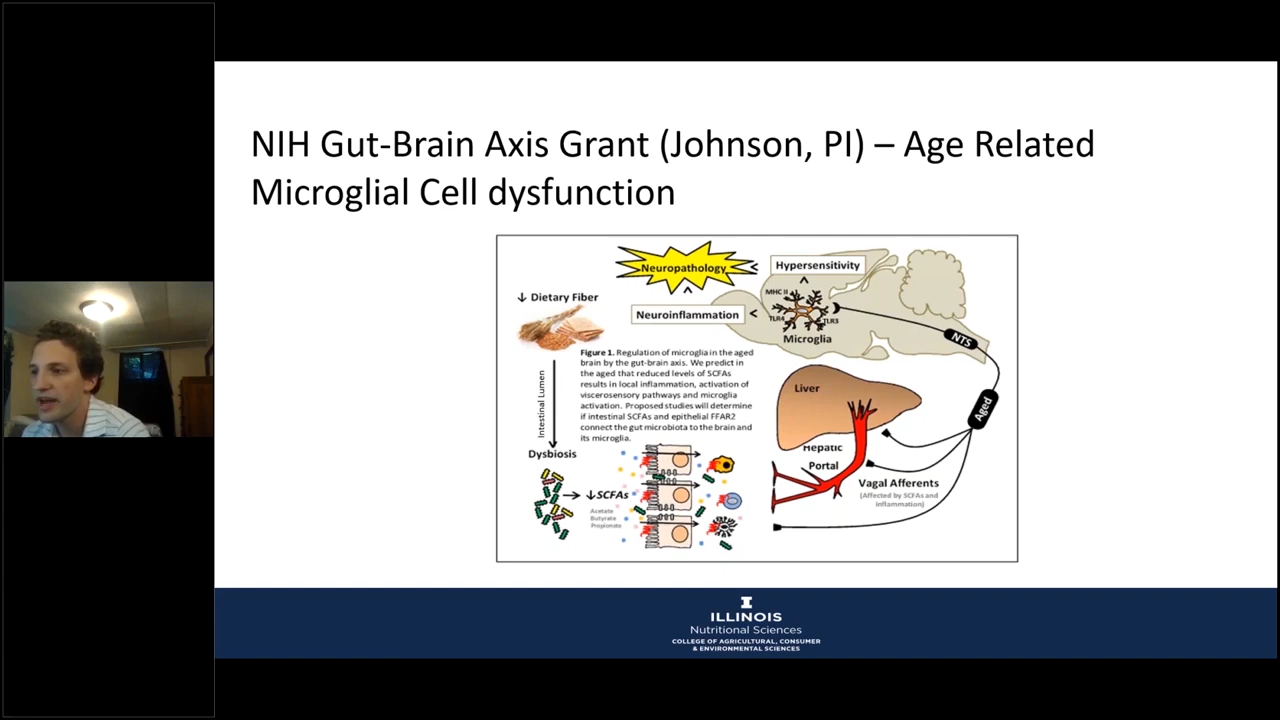 NIH Gut-Brain Axis Grant (Johnson, PI) – Age Related
Microglial Cell dysfunction
Neuropathology
Hypersensitivity
↓ Dietary Fiber
Neuroinflammation
MHC II
TLR4
TLR3
Microglia
NTS
Figure 1. Regulation of microglia in the aged
brain by the gut-brain axis. We predict in
the aged that reduced levels of SCFAs
results in local inflammation, activation of
viscerosensory pathways and microglia
activation. Proposed studies will determine
if intestinal SCFAs and epithelial FFAR2
connect the gut microbiota to the brain and
its microglia.
Intestinal Lumen
Liver
Aged
Hepatic
Portal
Dysbiosis
↓SCFAs
Acetate
Butyrate
Propionate
Vagal Afferents
(Affected by SCFAs and
inflammation)
I
ILLINOIS
Nutritional Sciences
COLLEGE OF AGRICULTURAL, CONSUMER
& ENVIRONMENTAL SCIENCES